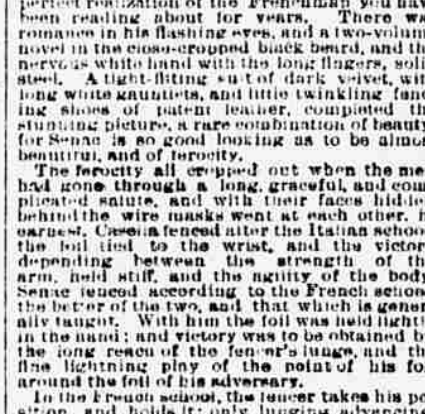 perfect realization of the Frenchman you have
been reading about for years. There wa
romance in his flashing eyes, and a two-volum
novel in the close-cropped black beard, and th
nervous white hand with the long fingers, soli
steel. A tight-fitting suit of dark velvet, wit
long white gauntlets, and little twinkling fenc
ing shoes of patent leather, completed th
stunning picture, a rare combination of beauty
for Senac is so good looking as to be almos
beautiful, and of ferocity.
The ferocity all cropped out when the me
had gone through a long, graceful, and com
plicated salute, and with their faces hidde
behind the wire masks went at each other, i
earnest. Casella fenced after the Italian schoo
the foil tied to the wrist, and the victor
depending between the strength of th
arm, held stiff, and the agility of the body
Senac fenced according to the French schoo
the better of the two, and that which is gener
ally taught. With him the foil was held lightl
in the hand; and victory was to be obtained b
the long reach of the fencer's lunge, and th
fine lightning play of the point of his fo
around the foil of his adversary.
In the French school, the fencer takes his po
sition, and holds it; only lunging, advancing